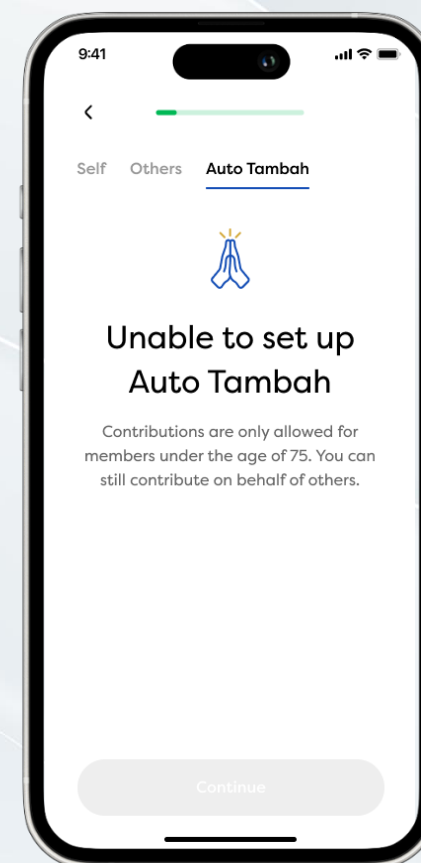 9:41
Self Others Auto Tambah
Unable to set up
Auto Tambah
Contributions are only allowed for
members under the age of 75. You can
still contribute on behalf of others.
Continue